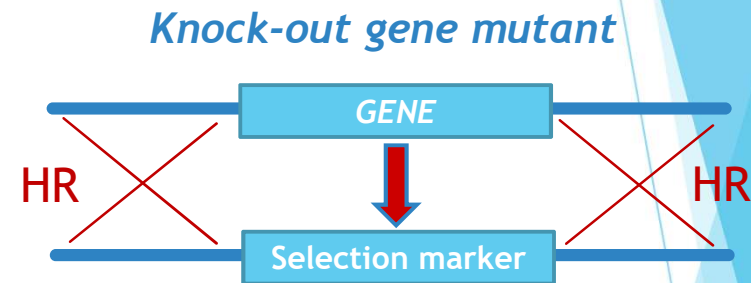 Knock-out gene mutant
GENE
HR
HR
Selection marker